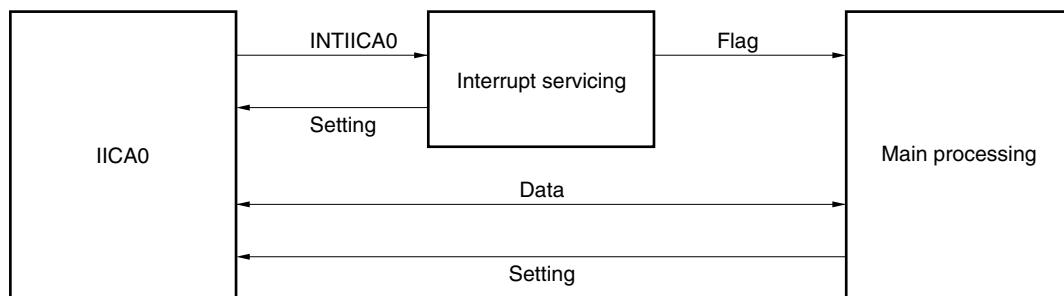 INTIICA0
Flag
Interrupt servicing
Setting
IICA0
Main processing
Data
Setting